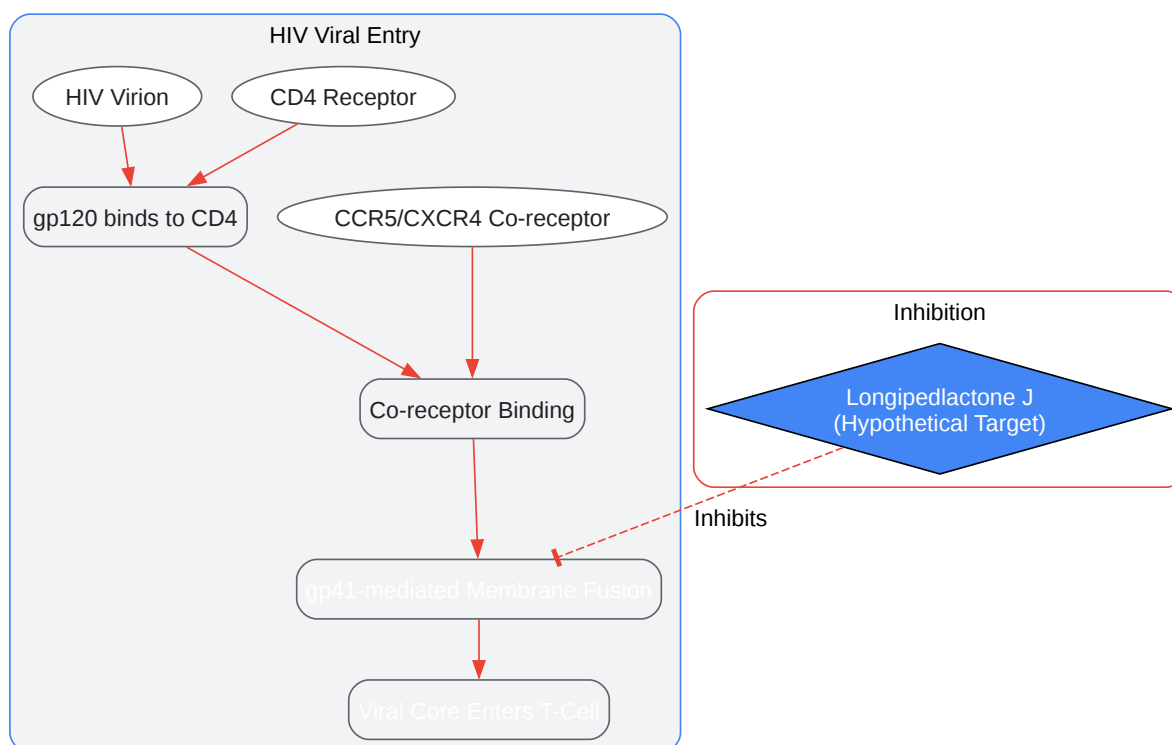 HIV Viral Entry
HIV Virion
CD4 Receptor
gp120 binds to CD4
CCR5/CXCR4 Co-receptor
Inhibition
Longipedlactone J
(Hypothetical Target)
Co-receptor Binding
Inhibits
gp41-mediated Membrane Fusion
Viral Core Enters T-Cell